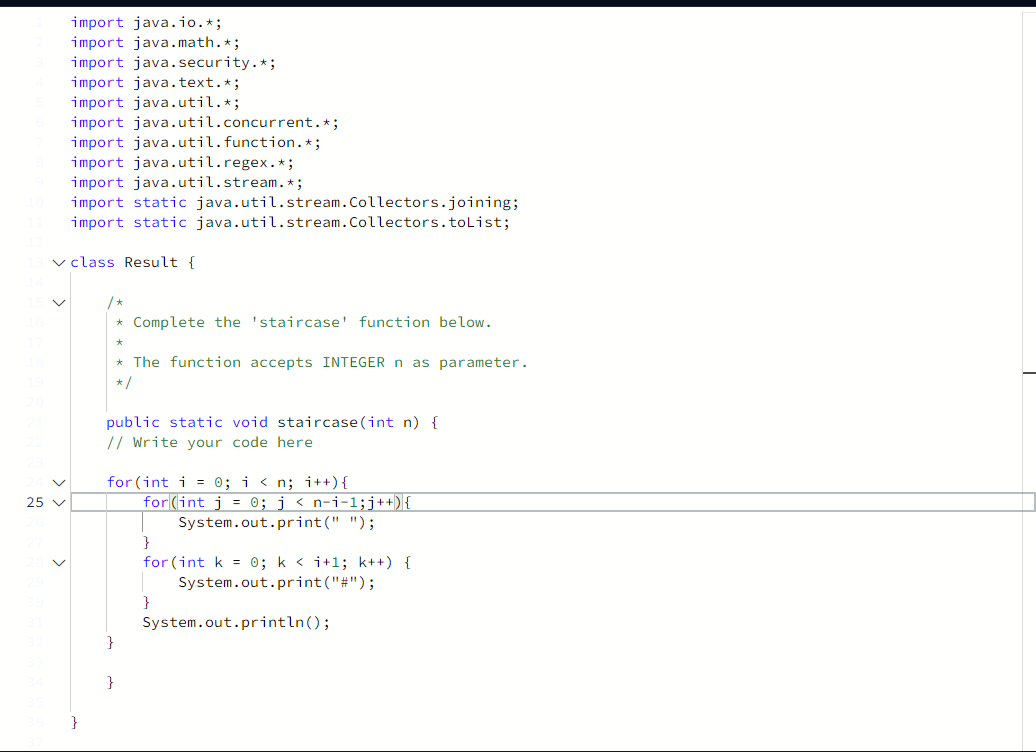 import java.io.*;
import java.math.*;
import java.security.*;
import java.text.*;
import java.util.*;
import java.util.concurrent.*;
import java.util.function.*;
import java.util.regex.*;
import java.util.stream.*;
import static java.util.stream.Collectors.joining;
import static java.util.stream.Collectors.toList;
class Result {
/*
* Complete the 'staircase' function below.
*
* The function accepts INTEGER n as parameter.
*/
public static void staircase(int n) {
// Write your code here
for(int i = 0; i < n; i++){
25 for(int j = 0; j < n-i-1;j++){
System.out.print(" ");
}
for(int k = 0; k < i+1; k++) {
System.out.print("#");
}
System.out.println();
}
}
}